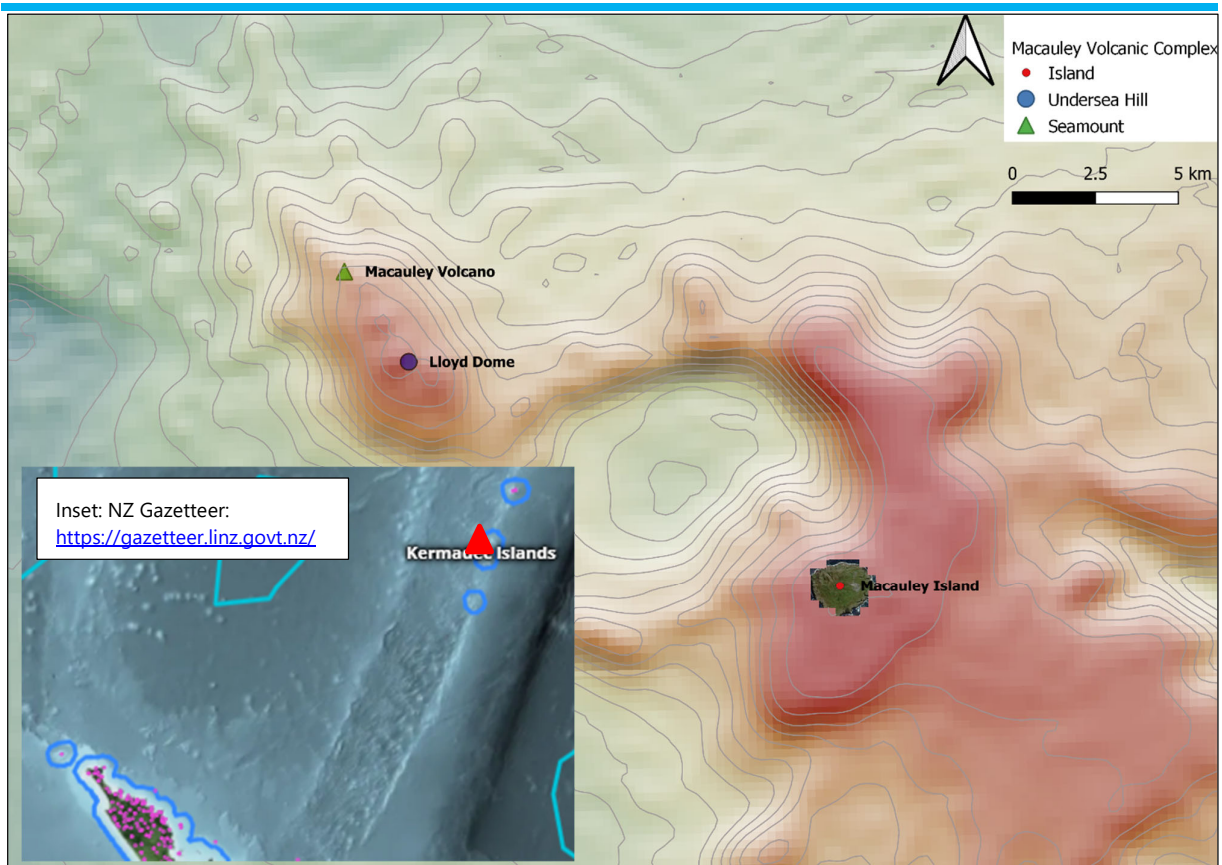 Macauley Volcanic Complex
Island
Undersea Hill
Seamount
0 2.5 5 km
Macauley Volcano
Lloyd Dome
Macauley Island
Inset: NZ Gazetteer:
https://gazetteer.linz.govt.nz/
Kermadec Islands